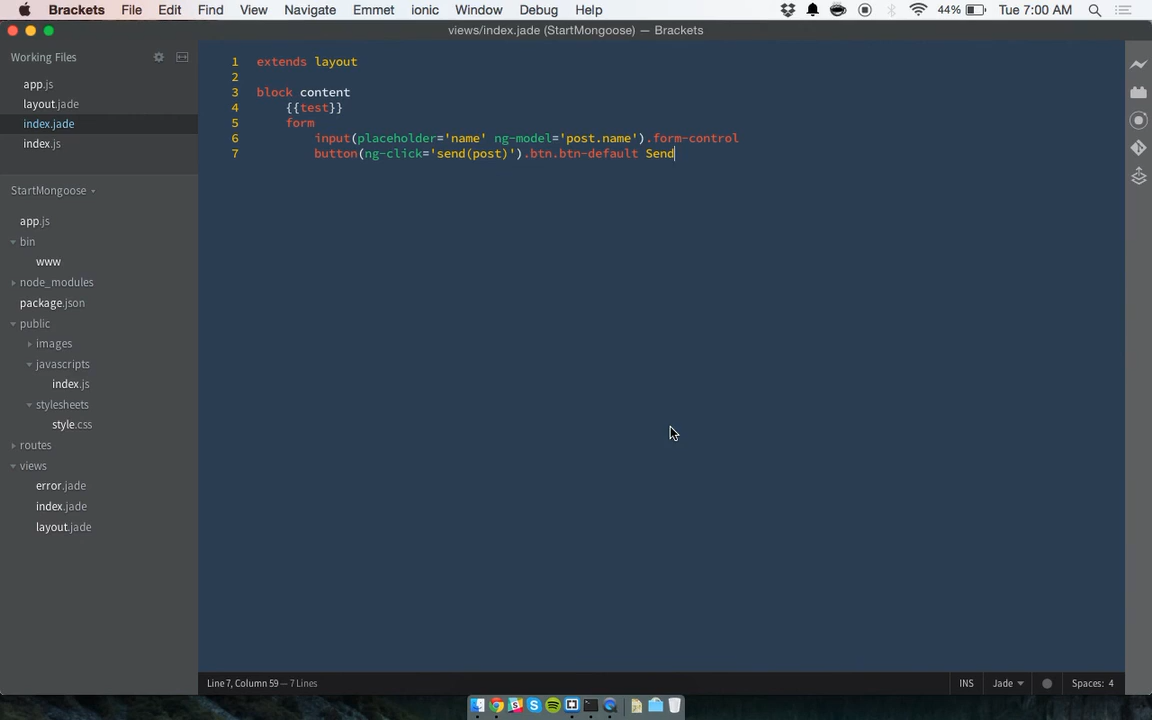 Brackets File Edit Find View Navigate Emmet ionic Window Debug Help 44% Tue 7:00 AM
views/index.jade (StartMongoose) — Brackets
Working Files
app.js
layout.jade
index.jade
index.js
StartMongoose
app.js
bin
www
node_modules
package.json
public
images
javascripts
index.js
stylesheets
style.css
routes
views
error.jade
index.jade
layout.jade
1 extends layout
2
3 block content
4 {{test}}
5 form
6 input(placeholder='name' ng-model='post.name').form-control
7 button(ng-click='send(post)').btn.btn-default Send
Line 7, Column 59 — 7 Lines
INS Jade Spaces: 4